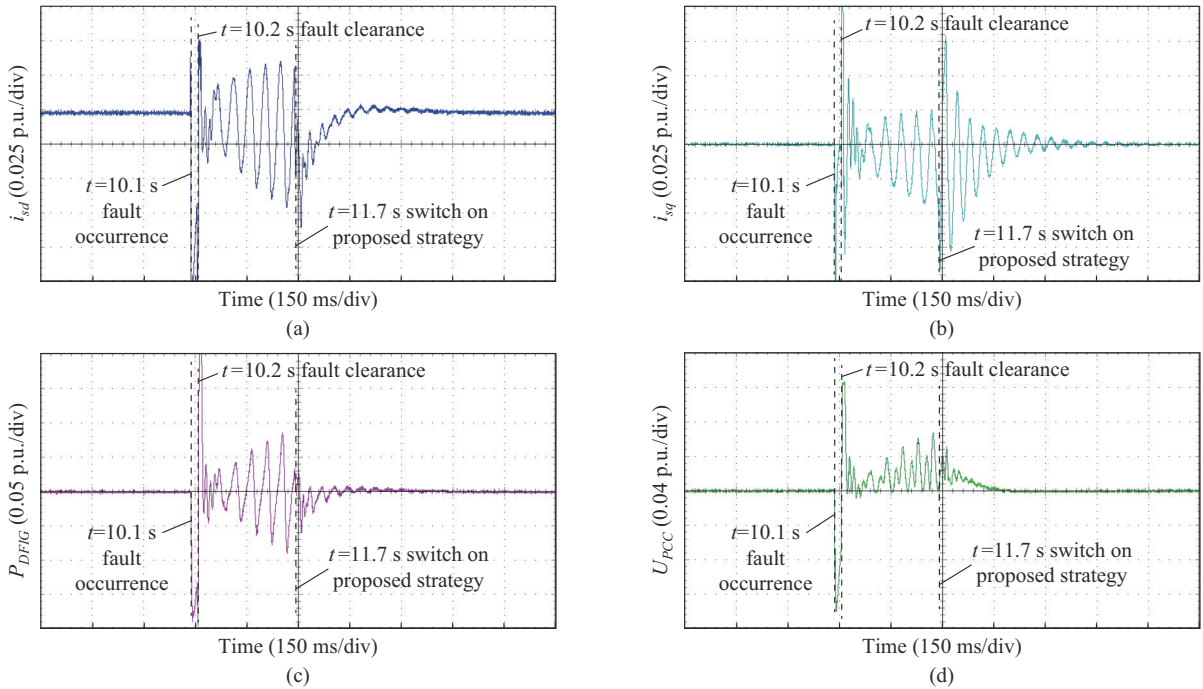 t=10.2 s fault clearance
i_sd (0.025 p.u./div)
t=10.1 s
fault
occurrence
t=11.7 s switch on
proposed strategy
Time (150 ms/div)
(a)
t=10.2 s fault clearance
i_sq (0.025 p.u./div)
t=10.1 s
fault
occurrence
t=11.7 s switch on
proposed strategy
Time (150 ms/div)
(b)
t=10.2 s fault clearance
P_DFIG (0.05 p.u./div)
t=10.1 s
fault
occurrence
t=11.7 s switch on
proposed strategy
Time (150 ms/div)
(c)
t=10.2 s fault clearance
U_PCC (0.04 p.u./div)
t=10.1 s
fault
occurrence
t=11.7 s switch on
proposed strategy
Time (150 ms/div)
(d)